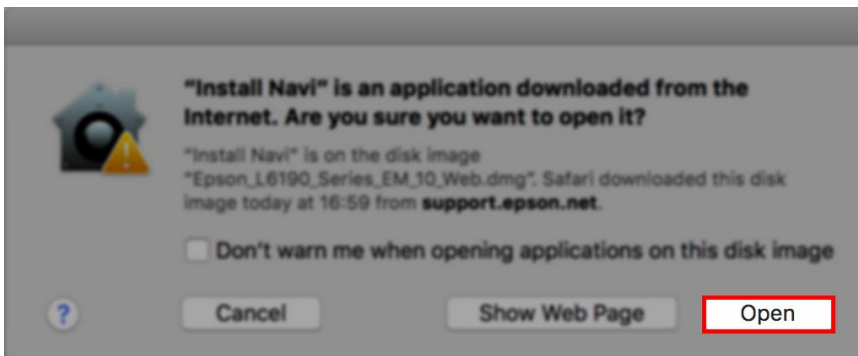 “Install Navi” is an application downloaded from the
Internet. Are you sure you want to open it?
“Install Navi” is on the disk image
“Epson_L6190_Series_EM_10_Web.dmg”. Safari downloaded this disk
image today at 16:59 from support.epson.net.
Don’t warn me when opening applications on this disk image
?
Cancel
Show Web Page
Open